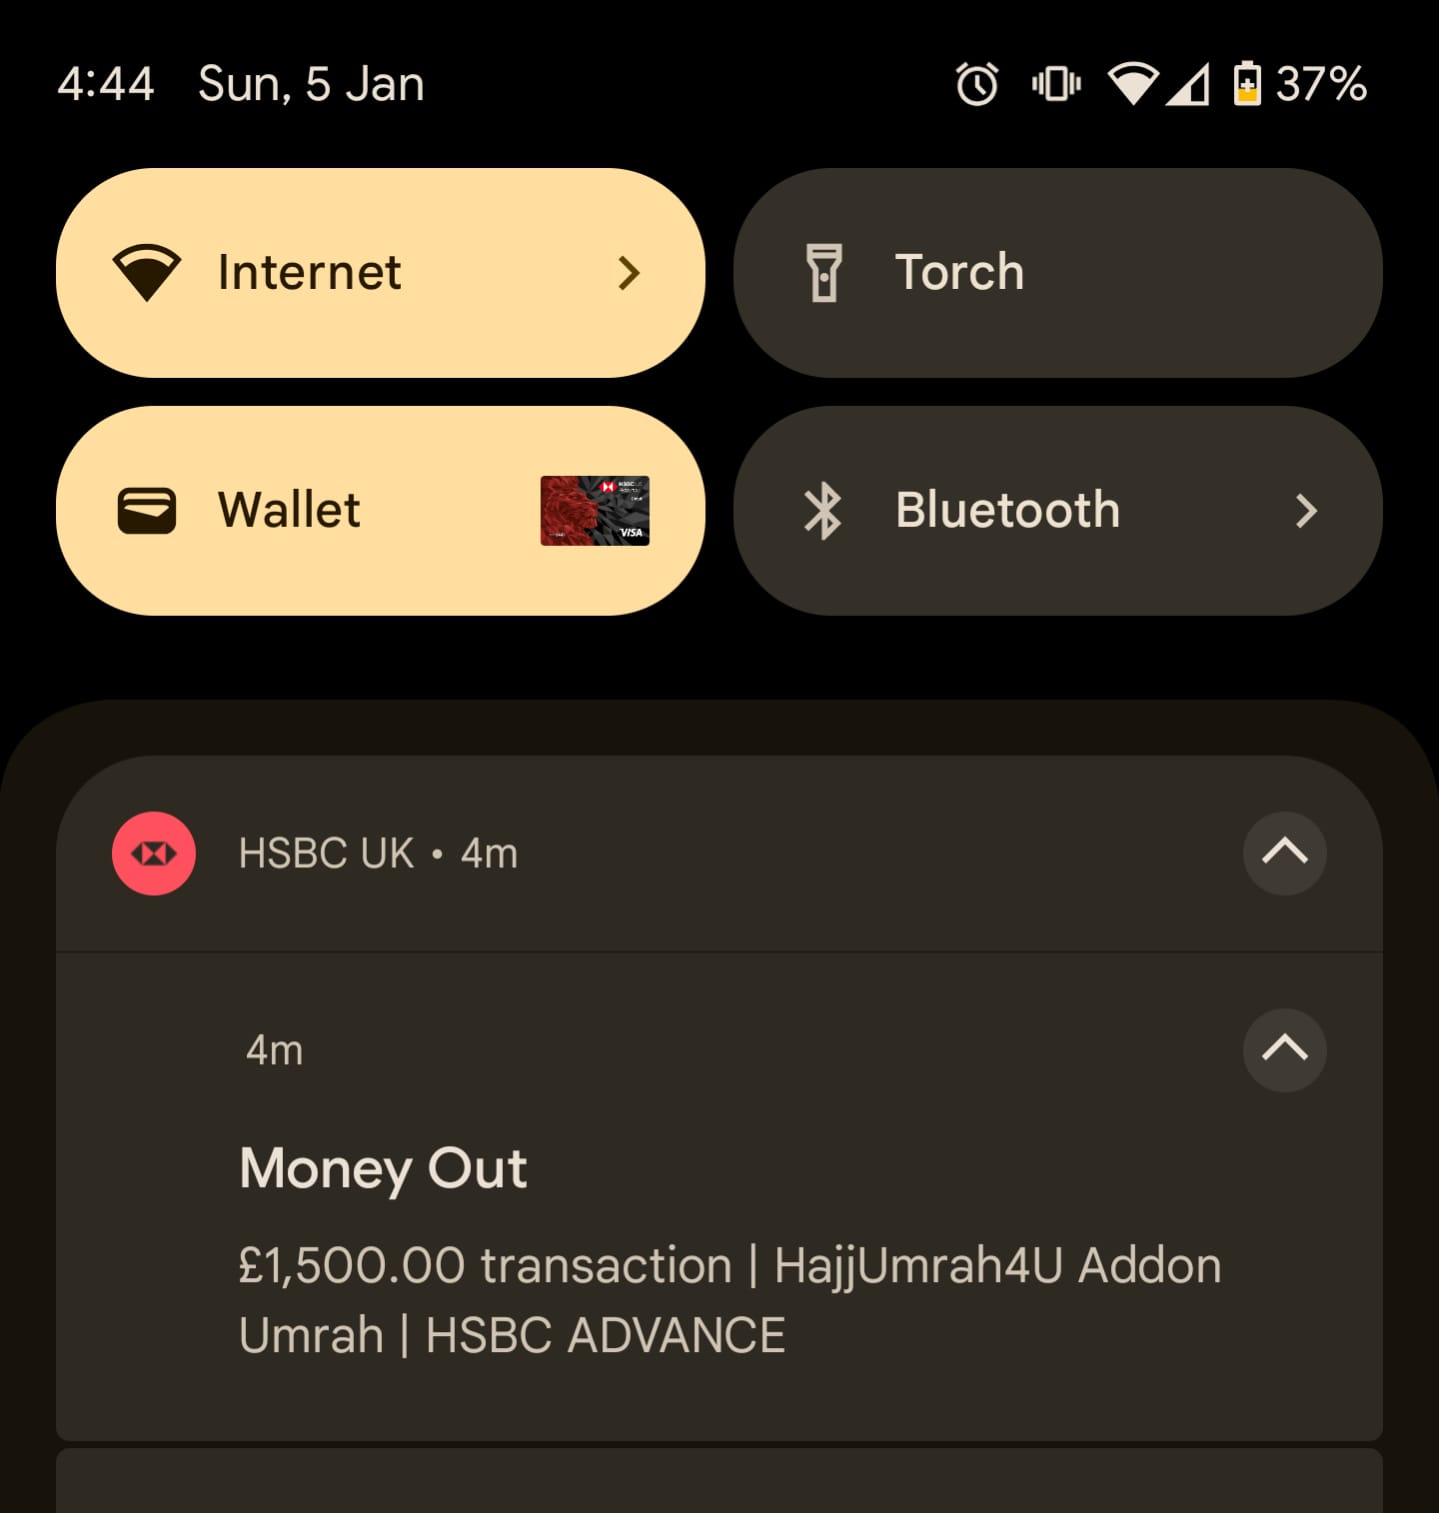 4:44 Sun, 5 Jan 37%
Internet
Torch
Wallet
VISA
Bluetooth
HSBC UK • 4m
4m
Money Out
£1,500.00 transaction | HajjUmrah4U Addon
Umrah | HSBC ADVANCE